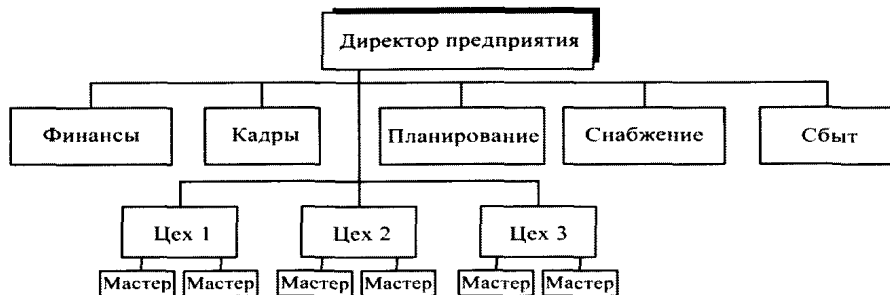 Директор предприятия
Финансы
Кадры
Планирование
Снабжение
Сбыт
Цех 1
Цех 2
Цех 3
Мастер
Мастер
Мастер
Мастер
Мастер
Мастер